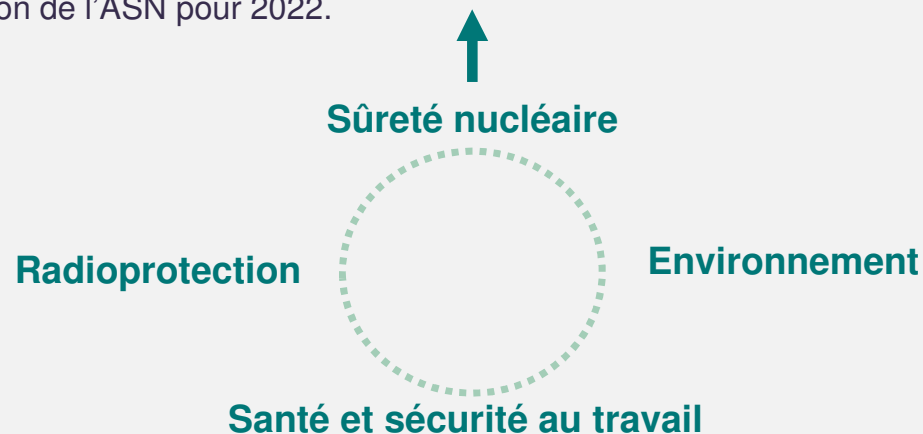 on de l'ASN pour 2022.
Sûreté nucléaire
Radioprotection
Environnement
Santé et sécurité au travail